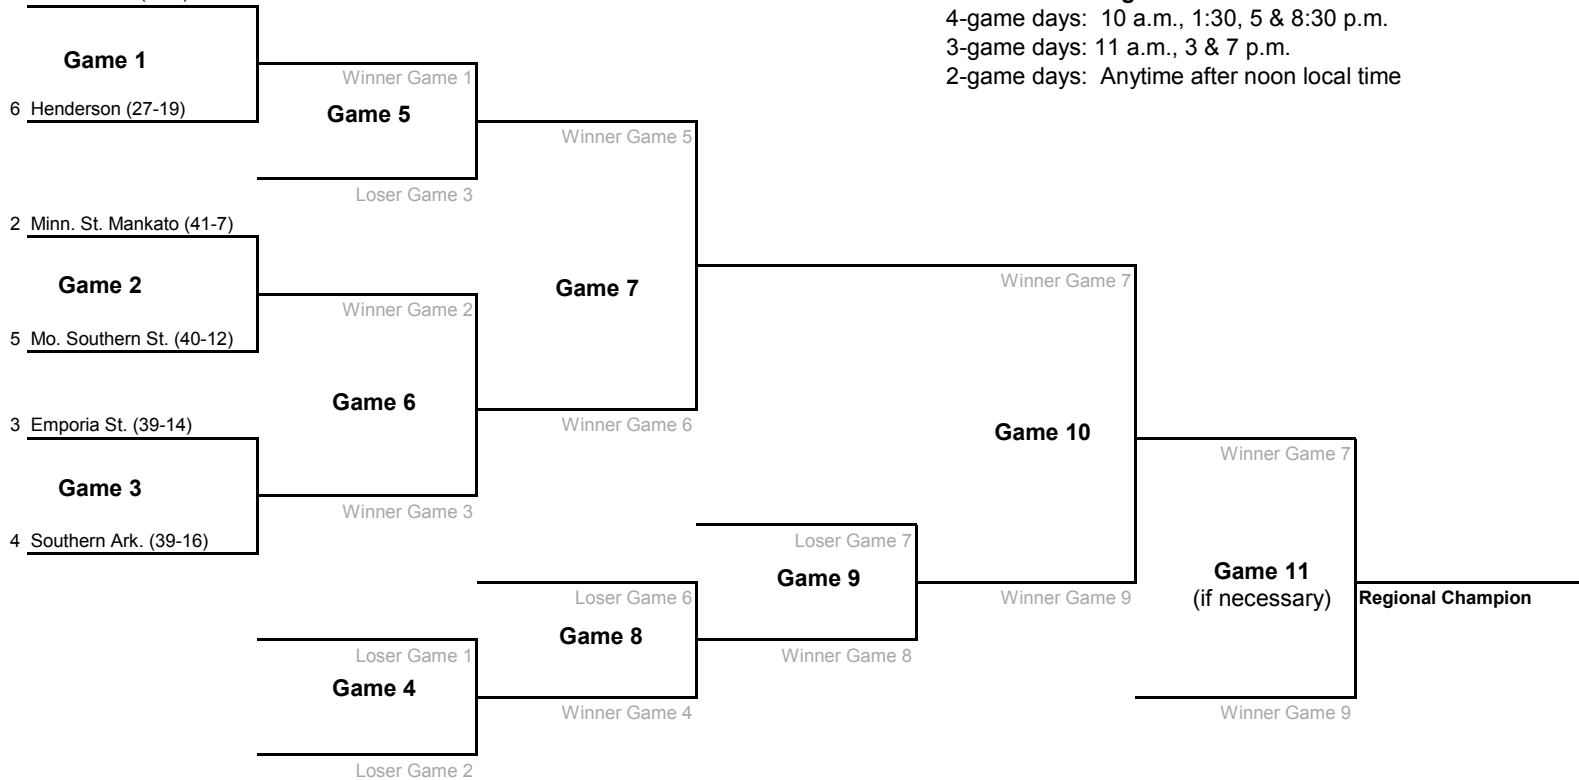 4-game days: 10 a.m., 1:30, 5 & 8:30 p.m.
3-game days: 11 a.m., 3 & 7 p.m.
2-game days: Anytime after noon local time
Game 1
Winner Game 1
6 Henderson (27-19)
Game 5
Winner Game 5
Loser Game 3
2 Minn. St. Mankato (41-7)
Game 2
Game 7
Winner Game 7
Winner Game 2
5 Mo. Southern St. (40-12)
Game 6
3 Emporia St. (39-14)
Winner Game 6
Game 10
Winner Game 7
Game 3
Winner Game 3
4 Southern Ark. (39-16)
Loser Game 7
Game 9
Game 11
(if necessary)
Regional Champion
Loser Game 6
Winner Game 9
Game 8
Loser Game 1
Winner Game 8
Game 4
Winner Game 4
Winner Game 9
Loser Game 2